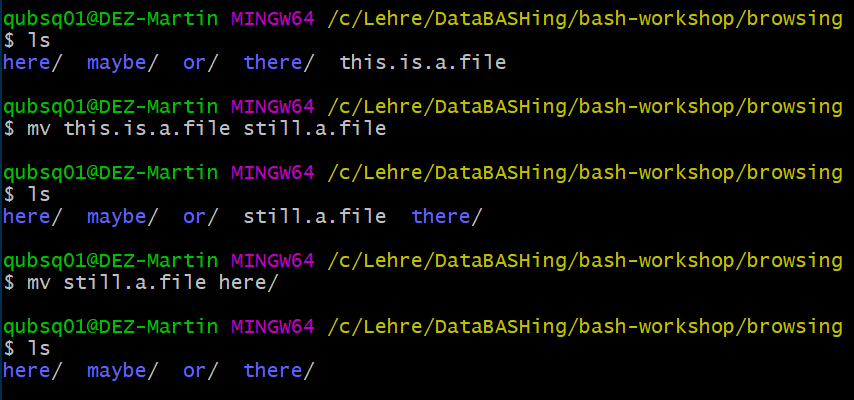 qubsq01@DEZ-Martin MINGW64 /c/Lehre/DataBASHing/bash-workshop/browsing
$ ls
here/  maybe/  or/  there/  this.is.a.file
qubsq01@DEZ-Martin MINGW64 /c/Lehre/DataBASHing/bash-workshop/browsing
$ mv this.is.a.file still.a.file
qubsq01@DEZ-Martin MINGW64 /c/Lehre/DataBASHing/bash-workshop/browsing
$ ls
here/  maybe/  or/  still.a.file  there/
qubsq01@DEZ-Martin MINGW64 /c/Lehre/DataBASHing/bash-workshop/browsing
$ mv still.a.file here/
qubsq01@DEZ-Martin MINGW64 /c/Lehre/DataBASHing/bash-workshop/browsing
$ ls
here/  maybe/  or/  there/